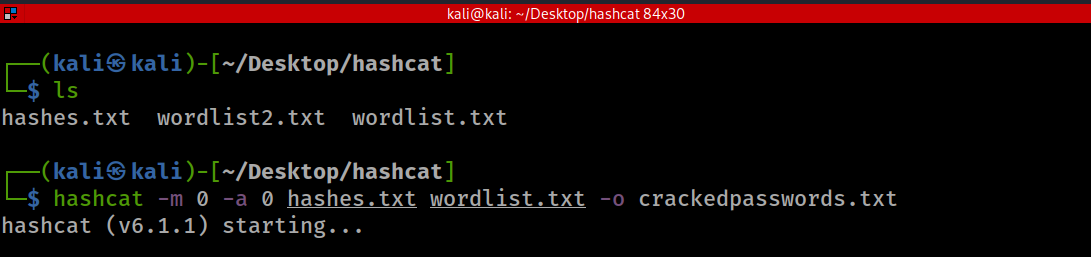 kali@kali: ~/Desktop/hashcat 84x30
┌──(kali㉿kali)-[~/Desktop/hashcat]
└─$ ls
hashes.txt  wordlist2.txt  wordlist.txt
┌──(kali㉿kali)-[~/Desktop/hashcat]
└─$ hashcat -m 0 -a 0 hashes.txt wordlist.txt -o crackedpasswords.txt
hashcat (v6.1.1) starting...